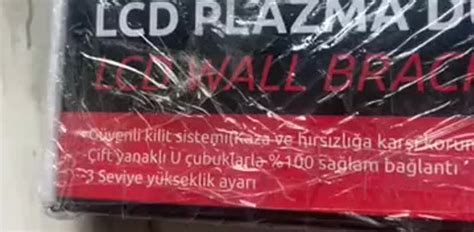 LCD PLAZMA D
LCD WALL BRACK
-Güvenli kilit sistemi(Kaza ve hırsızlığa karşı korum
-Çift yanaklı U çubuklarla %100 sağlam bağlantı
-3 Seviye yükseklik ayarı